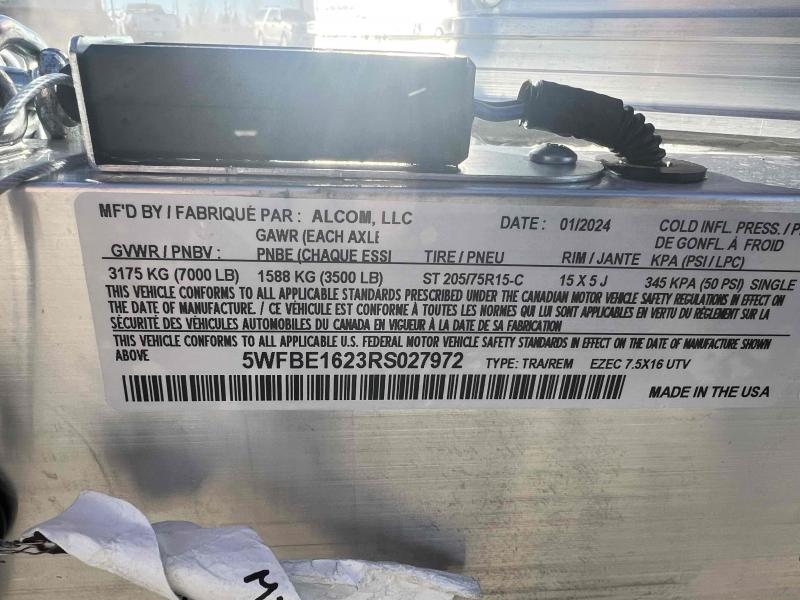 MF'D BY / FABRIQUÉ PAR : ALCOM, LLC DATE : 01/2024 COLD INFL. PRESS. / P
GAWR (EACH AXLE DE GONFL. À FROID
GVWR / PNBV : PNBE (CHAQUE ESSI TIRE / PNEU RIM / JANTE KPA (PSI / LPC)
3175 KG (7000 LB) 1588 KG (3500 LB) ST 205/75R15-C 15 X 5 J 345 KPA (50 PSI) SINGLE
THIS VEHICLE CONFORMS TO ALL APPLICABLE STANDARDS PRESCRIBED UNDER THE CANADIAN MOTOR VEHICLE SAFETY REGULATIONS IN EFFECT ON
THE DATE OF MANUFACTURE. / CE VÉHICULE EST CONFORME À TOUTES LES NORMES QUI LUI SONT APPLICABLES EN VERTU DU RÉGLEMENT SUR LA
SÉCURITÉ DES VÉHICULES AUTOMOBILES DU CANADA EN VIGUEUR À LA DATE DE SA FABRICATION
THIS VEHICLE CONFORMS TO ALL APPLICABLE U.S. FEDERAL MOTOR VEHICLE SAFETY STANDARDS IN EFFECT ON THE DATE OF MANUFACTURE SHOWN
ABOVE 5WFBE1623RS027972 TYPE: TRA/REM EZEC 7.5X16 UTV
MADE IN THE USA